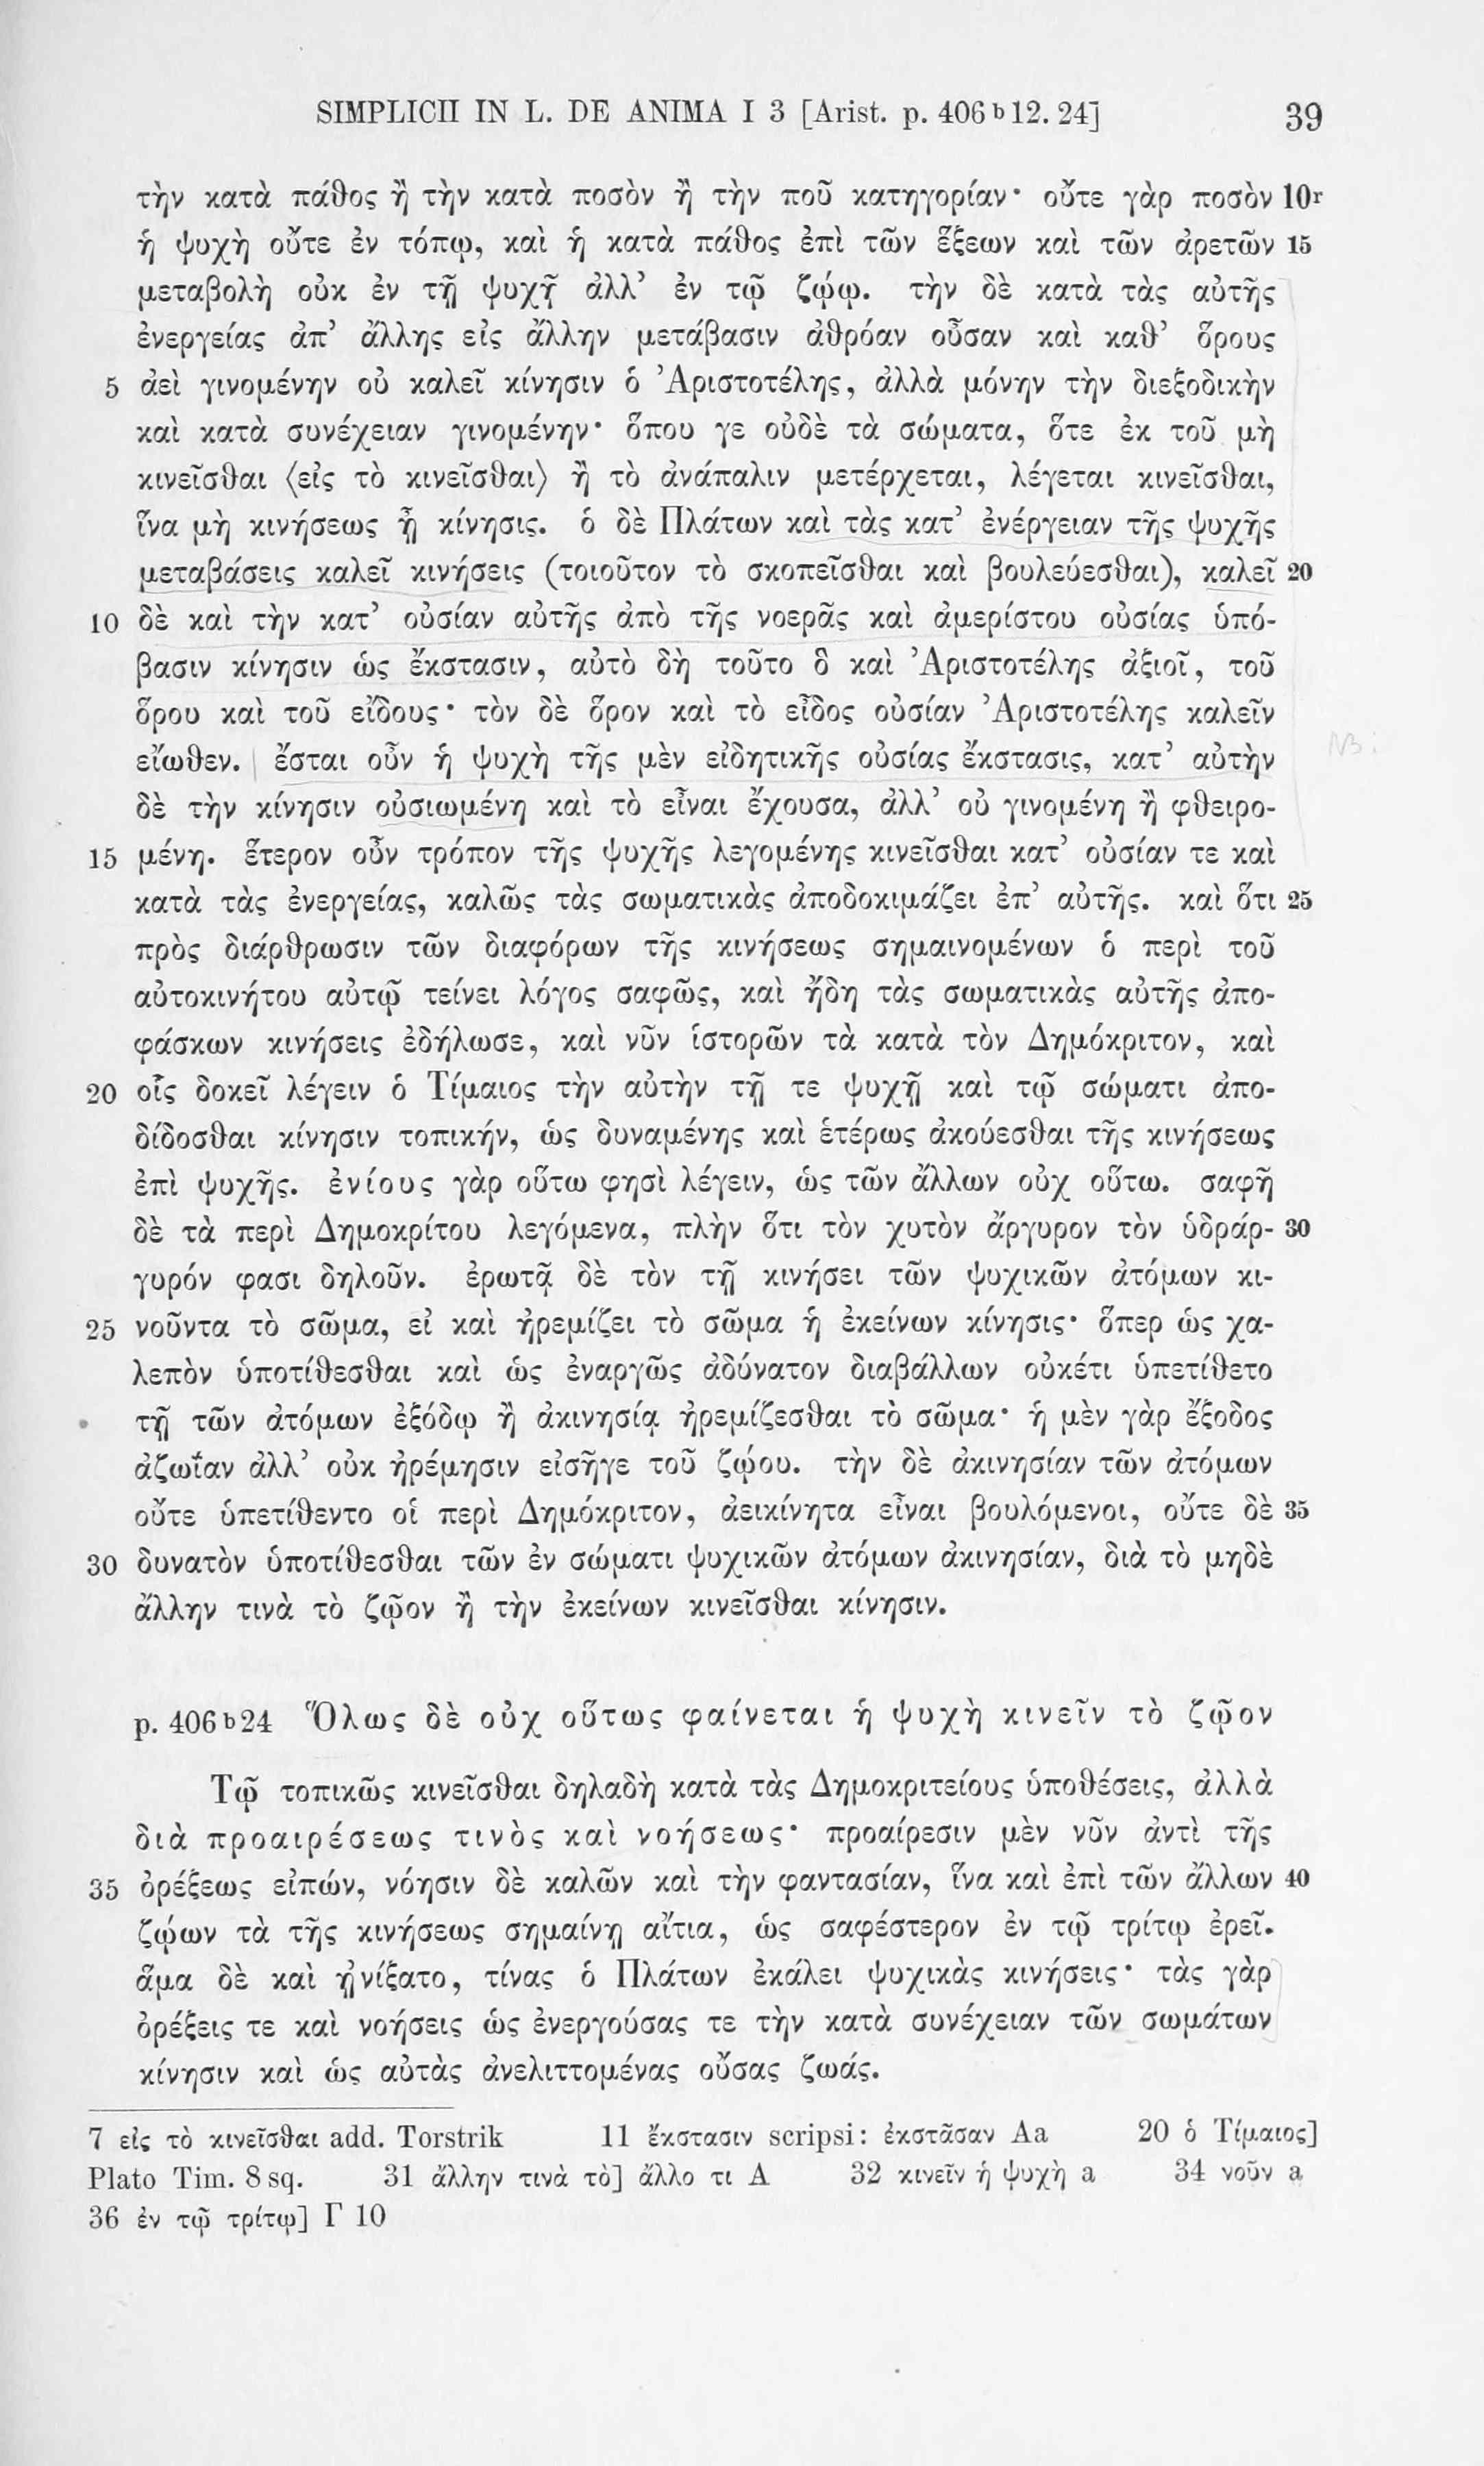 SIMPLICII IN L. DE ANIMA I 3 [Arist. p. 406 b 12. 24] 39
τὴν κατὰ πάθος ἢ τὴν κατὰ ποσὸν ἢ τὴν ποῦ κατηγορίαν· οὔτε γὰρ ποσὸν 10r
ἡ ψυχὴ οὔτε ἐν τόπῳ, καὶ ἡ κατὰ πάθος ἐπὶ τῶν ἕξεων καὶ τῶν ἀρετῶν 15
μεταβολὴ οὐκ ἐν τῇ ψυχῇ ἀλλ’ ἐν τῷ ζῴῳ. τὴν δὲ κατὰ τὰς αὐτῆς
ἐνεργείας ἀπ’ ἄλλης εἰς ἄλλην μετάβασιν ἀθρόαν οὖσαν καὶ καθ’ ὅρους
5 ἀεὶ γινομένην οὐ καλεῖ κίνησιν ὁ Ἀριστοτέλης, ἀλλὰ μόνην τὴν διεξοδικὴν
καὶ κατὰ συνέχειαν γινομένην· ὅπου γε οὐδὲ τὰ σώματα, ὅτε ἐκ τοῦ μὴ
κινεῖσθαι ⟨εἰς τὸ κινεῖσθαι⟩ ἢ τὸ ἀνάπαλιν μετέρχεται, λέγεται κινεῖσθαι,
ἵνα μὴ κινήσεως ᾖ κίνησις. ὁ δὲ Πλάτων καὶ τὰς κατ’ ἐνέργειαν τῆς ψυχῆς
μεταβάσεις καλεῖ κινήσεις (τοιοῦτον τὸ σκοπεῖσθαι καὶ βουλεύεσθαι), καλεῖ 20
10 δὲ καὶ τὴν κατ’ οὐσίαν αὐτῆς ἀπὸ τῆς νοερᾶς καὶ ἀμερίστου οὐσίας ὑπό-
βασιν κίνησιν ὡς ἔκστασιν, αὐτὸ δὴ τοῦτο ὃ καὶ Ἀριστοτέλης ἀξιοῖ, τοῦ
ὅρου καὶ τοῦ εἴδους· τὸν δὲ ὅρον καὶ τὸ εἶδος οὐσίαν Ἀριστοτέλης καλεῖν
εἴωθεν. ἔσται οὖν ἡ ψυχὴ τῆς μὲν εἰδητικῆς οὐσίας ἔκστασις, κατ’ αὐτὴν
NB:
δὲ τὴν κίνησιν οὐσιωμένη καὶ τὸ εἶναι ἔχουσα, ἀλλ’ οὐ γινομένη ἢ φθειρο-
15 μένη. ἕτερον οὖν τρόπον τῆς ψυχῆς λεγομένης κινεῖσθαι κατ’ οὐσίαν τε καὶ
κατὰ τὰς ἐνεργείας, καλῶς τὰς σωματικὰς ἀποδοκιμάζει ἐπ’ αὐτῆς. καὶ ὅτι 25
πρὸς διάρθρωσιν τῶν διαφόρων τῆς κινήσεως σημαινομένων ὁ περὶ τοῦ
αὐτοκινήτου αὐτῷ τείνει λόγος σαφῶς, καὶ ἤδη τὰς σωματικὰς αὐτῆς ἀπο-
φάσκων κινήσεις ἐδήλωσε, καὶ νῦν ἱστορῶν τὰ κατὰ τὸν Δημόκριτον, καὶ
20 οἷς δοκεῖ λέγειν ὁ Τίμαιος τὴν αὐτὴν τῇ τε ψυχῇ καὶ τῷ σώματι ἀπο-
δίδοσθαι κίνησιν τοπικήν, ὡς δυναμένης καὶ ἑτέρως ἀκούεσθαι τῆς κινήσεως
ἐπὶ ψυχῆς. ἐνίους γὰρ οὕτω φησὶ λέγειν, ὡς τῶν ἄλλων οὐχ οὕτω. σαφῆ
δὲ τὰ περὶ Δημοκρίτου λεγόμενα, πλὴν ὅτι τὸν χυτὸν ἄργυρον τὸν ὑδράρ- 30
γυρόν φασι δηλοῦν. ἐρωτᾷ δὲ τὸν τῇ κινήσει τῶν ψυχικῶν ἀτόμων κι-
25 νοῦντα τὸ σῶμα, εἰ καὶ ἠρεμίζει τὸ σῶμα ἡ ἐκείνων κίνησις· ὅπερ ὡς χα-
λεπὸν ὑποτίθεσθαι καὶ ὡς ἐναργῶς ἀδύνατον διαβάλλων οὐκέτι ὑπετίθετο
τῇ τῶν ἀτόμων ἐξόδῳ ἢ ἀκινησίᾳ ἠρεμίζεσθαι τὸ σῶμα· ἡ μὲν γὰρ ἔξοδος
ἀζωΐαν ἀλλ’ οὐκ ἠρέμησιν εἰσῆγε τοῦ ζῴου. τὴν δὲ ἀκινησίαν τῶν ἀτόμων
οὔτε ὑπετίθεντο οἱ περὶ Δημόκριτον, ἀεικίνητα εἶναι βουλόμενοι, οὔτε δὲ 35
30 δυνατὸν ὑποτίθεσθαι τῶν ἐν σώματι ψυχικῶν ἀτόμων ἀκινησίαν, διὰ τὸ μηδὲ
ἄλλην τινὰ τὸ ζῷον ἢ τὴν ἐκείνων κινεῖσθαι κίνησιν.
p. 406 b 24 Ὅλως δὲ οὐχ οὕτως φαίνεται ἡ ψυχὴ κινεῖν τὸ ζῷον
Τῷ τοπικῶς κινεῖσθαι δηλαδὴ κατὰ τὰς Δημοκριτείους ὑποθέσεις, ἀλλὰ
διὰ προαιρέσεως τινὸς καὶ νοήσεως· προαίρεσιν μὲν νῦν ἀντὶ τῆς
35 ὀρέξεως εἰπών, νόησιν δὲ καλῶν καὶ τὴν φαντασίαν, ἵνα καὶ ἐπὶ τῶν ἄλλων 40
ζῴων τὰ τῆς κινήσεως σημαίνῃ αἴτια, ὡς σαφέστερον ἐν τῷ τρίτῳ ἐρεῖ.
ἅμα δὲ καὶ ᾐνίξατο, τίνας ὁ Πλάτων ἐκάλει ψυχικὰς κινήσεις· τὰς γὰρ
ὀρέξεις τε καὶ νοήσεις ὡς ἐνεργούσας τε τὴν κατὰ συνέχειαν τῶν σωμάτων
κίνησιν καὶ ὡς αὐτὰς ἀνελιττομένας οὔσας ζωάς.
7 εἰς τὸ κινεῖσθαι add. Torstrik 11 ἔκστασιν scripsi: ἐκστᾶσαν Aa 20 ὁ Τίμαιος]
Plato Tim. 8 sq. 31 ἄλλην τινὰ τὸ] ἄλλο τι A 32 κινεῖν ἡ ψυχὴ a 34 νοῦν a
36 ἐν τῷ τρίτῳ] Γ 10